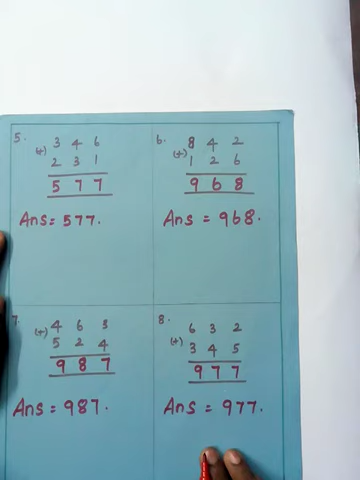 5.
3 4 6
(+) 2 3 1
5 7 7
Ans = 577.
6.
8 4 2
(+) 1 2 6
9 6 8
Ans = 968.
7.
4 6 3
(+) 5 2 4
9 8 7
Ans = 987.
8.
6 3 2
(+) 3 4 5
9 7 7
Ans = 977.